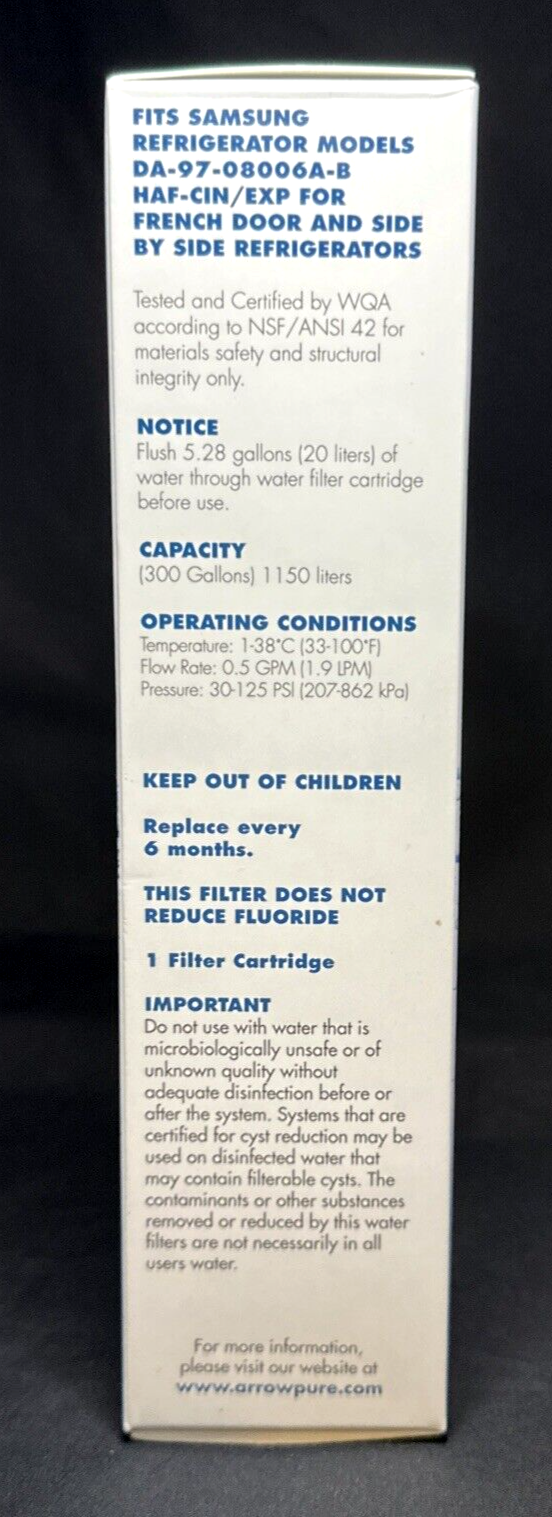 FITS SAMSUNG
REFRIGERATOR MODELS
DA-97-08006A-B
HAF-CIN/EXP FOR
FRENCH DOOR AND SIDE
BY SIDE REFRIGERATORS
Tested and Certified by WQA
according to NSF/ANSI 42 for
materials safety and structural
integrity only.
NOTICE
Flush 5.28 gallons (20 liters) of
water through water filter cartridge
before use.
CAPACITY
(300 Gallons) 1150 liters
OPERATING CONDITIONS
Temperature: 1-38°C (33-100°F)
Flow Rate: 0.5 GPM (1.9 LPM)
Pressure: 30-125 PSI (207-862 kPa)
KEEP OUT OF CHILDREN
Replace every
6 months.
THIS FILTER DOES NOT
REDUCE FLUORIDE
1 Filter Cartridge
IMPORTANT
Do not use with water that is
microbiologically unsafe or of
unknown quality without
adequate disinfection before or
after the system. Systems that are
certified for cyst reduction may be
used on disinfected water that
may contain filterable cysts. The
contaminants or other substances
removed or reduced by this water
filters are not necessarily in all
users water.
For more information,
please visit our website at
www.arrowpure.com